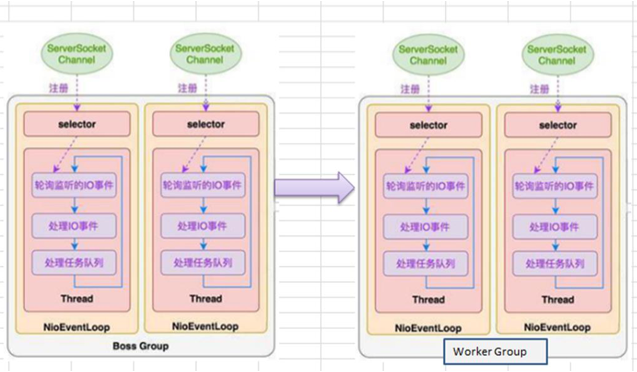 ServerSocket
Channel
ServerSocket
Channel
注册
注册
selector
selector
轮询监听的IO事件
轮询监听的IO事件
处理IO事件
处理IO事件
处理任务队列
处理任务队列
Thread
Thread
NioEventLoop
NioEventLoop
Boss Group
ServerSocket
Channel
ServerSocket
Channel
注册
注册
selector
selector
轮询监听的IO事件
轮询监听的IO事件
处理IO事件
处理IO事件
处理任务队列
处理任务队列
Thread
Thread
NioEventLoop
NioEventLoop
Worker Group